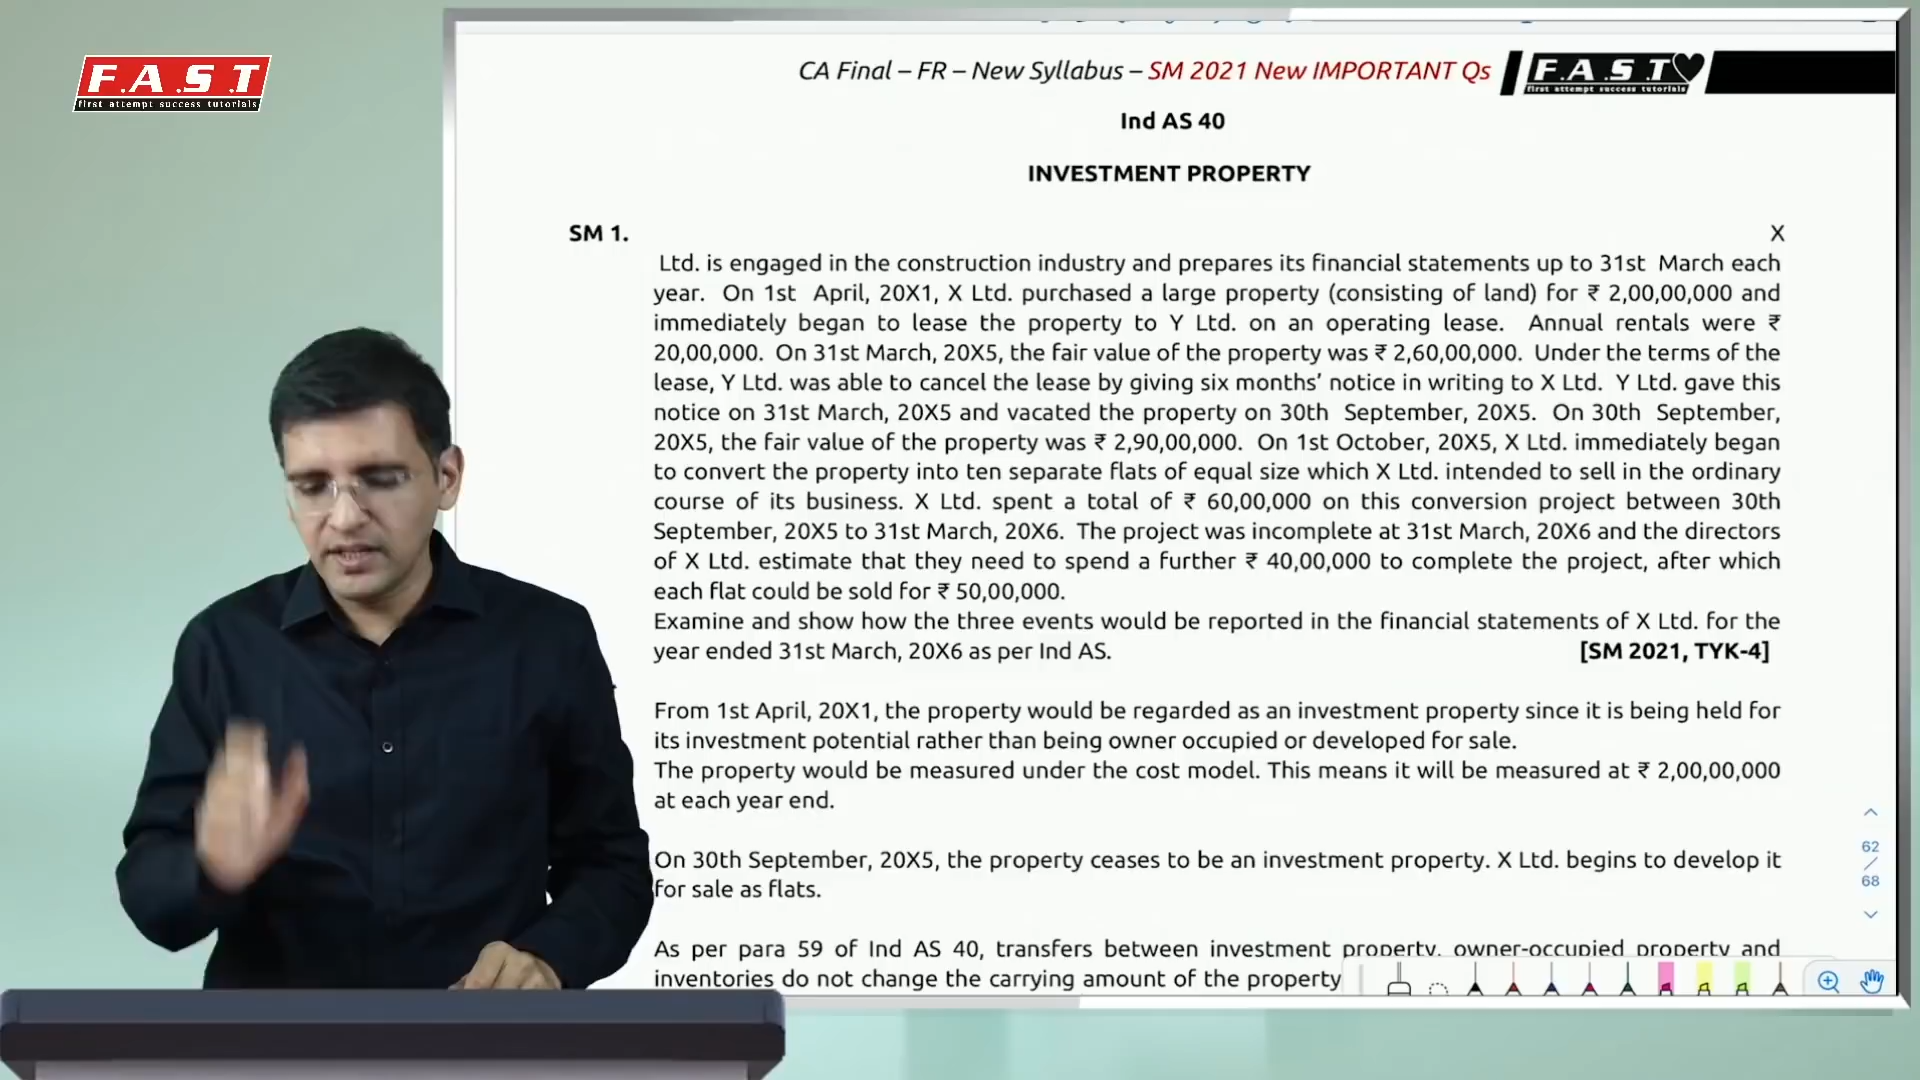 F.A.S.T
first attempt success tutorials
CA Final – FR – New Syllabus – SM 2021 New IMPORTANT Qs
F.A.S.T
first attempt success tutorials
Ind AS 40
INVESTMENT PROPERTY
SM 1. X
Ltd. is engaged in the construction industry and prepares its financial statements up to 31st March each
year. On 1st April, 20X1, X Ltd. purchased a large property (consisting of land) for ₹ 2,00,00,000 and
immediately began to lease the property to Y Ltd. on an operating lease. Annual rentals were ₹
20,00,000. On 31st March, 20X5, the fair value of the property was ₹ 2,60,00,000. Under the terms of the
lease, Y Ltd. was able to cancel the lease by giving six months’ notice in writing to X Ltd. Y Ltd. gave this
notice on 31st March, 20X5 and vacated the property on 30th September, 20X5. On 30th September,
20X5, the fair value of the property was ₹ 2,90,00,000. On 1st October, 20X5, X Ltd. immediately began
to convert the property into ten separate flats of equal size which X Ltd. intended to sell in the ordinary
course of its business. X Ltd. spent a total of ₹ 60,00,000 on this conversion project between 30th
September, 20X5 to 31st March, 20X6. The project was incomplete at 31st March, 20X6 and the directors
of X Ltd. estimate that they need to spend a further ₹ 40,00,000 to complete the project, after which
each flat could be sold for ₹ 50,00,000.
Examine and show how the three events would be reported in the financial statements of X Ltd. for the
year ended 31st March, 20X6 as per Ind AS. [SM 2021, TYK-4]
From 1st April, 20X1, the property would be regarded as an investment property since it is being held for
its investment potential rather than being owner occupied or developed for sale.
The property would be measured under the cost model. This means it will be measured at ₹ 2,00,00,000
at each year end.
On 30th September, 20X5, the property ceases to be an investment property. X Ltd. begins to develop it
for sale as flats.
As per para 59 of Ind AS 40, transfers between investment property, owner-occupied property and
inventories do not change the carrying amount of the property
62
/
68